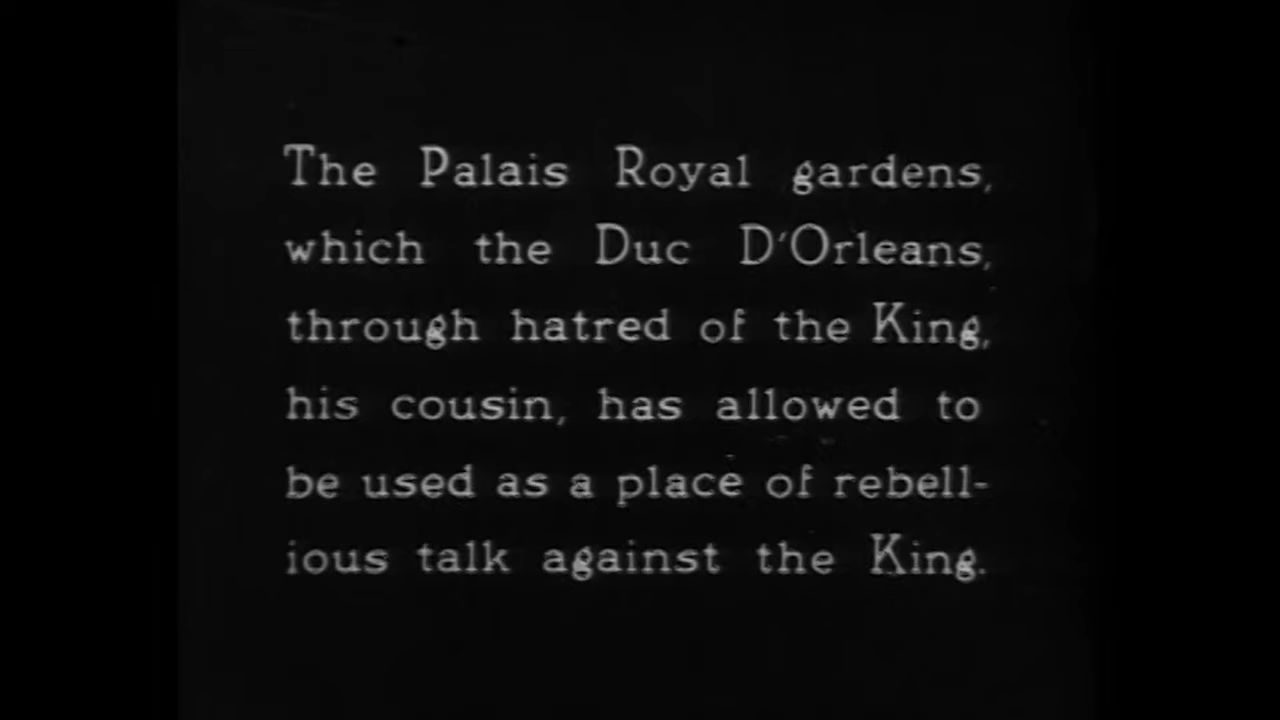 The Palais Royal gardens,
which the Duc D'Orleans,
through hatred of the King,
his cousin, has allowed to
be used as a place of rebell-
ious talk against the King.